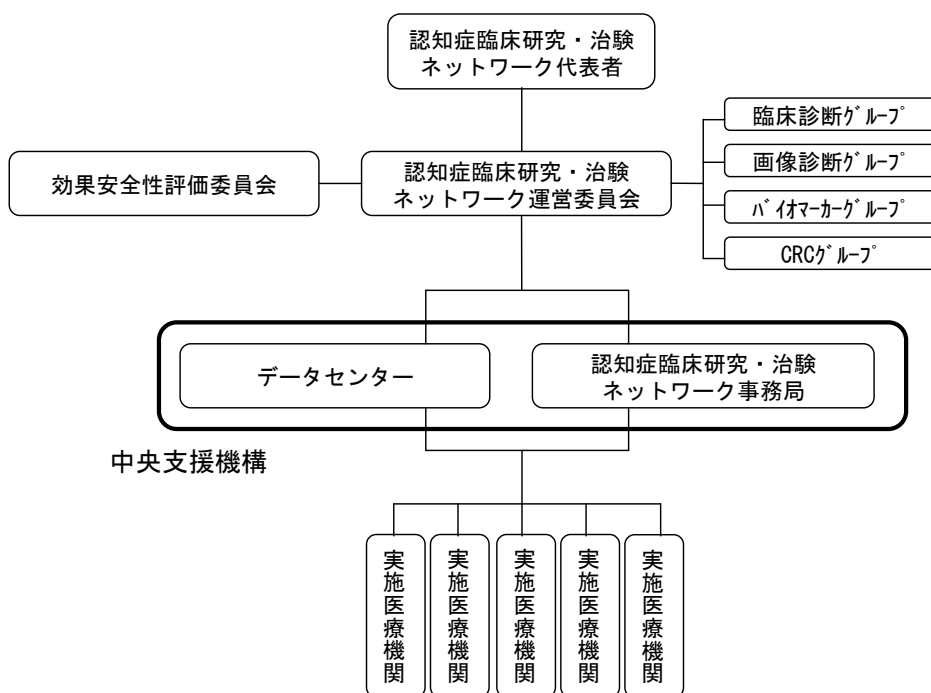 認知症臨床研究・治験
ネットワーク代表者
臨床診断ｸﾞﾙｰﾌﾟ
画像診断ｸﾞﾙｰﾌﾟ
効果安全性評価委員会
認知症臨床研究・治験
ネットワーク運営委員会
ﾊﾞｲｵﾏｰｶｰｸﾞﾙｰﾌﾟ
CRCｸﾞﾙｰﾌﾟ
データセンター
認知症臨床研究・治験
ネットワーク事務局
中央支援機構
実施医療機関
実施医療機関
実施医療機関
実施医療機関
実施医療機関